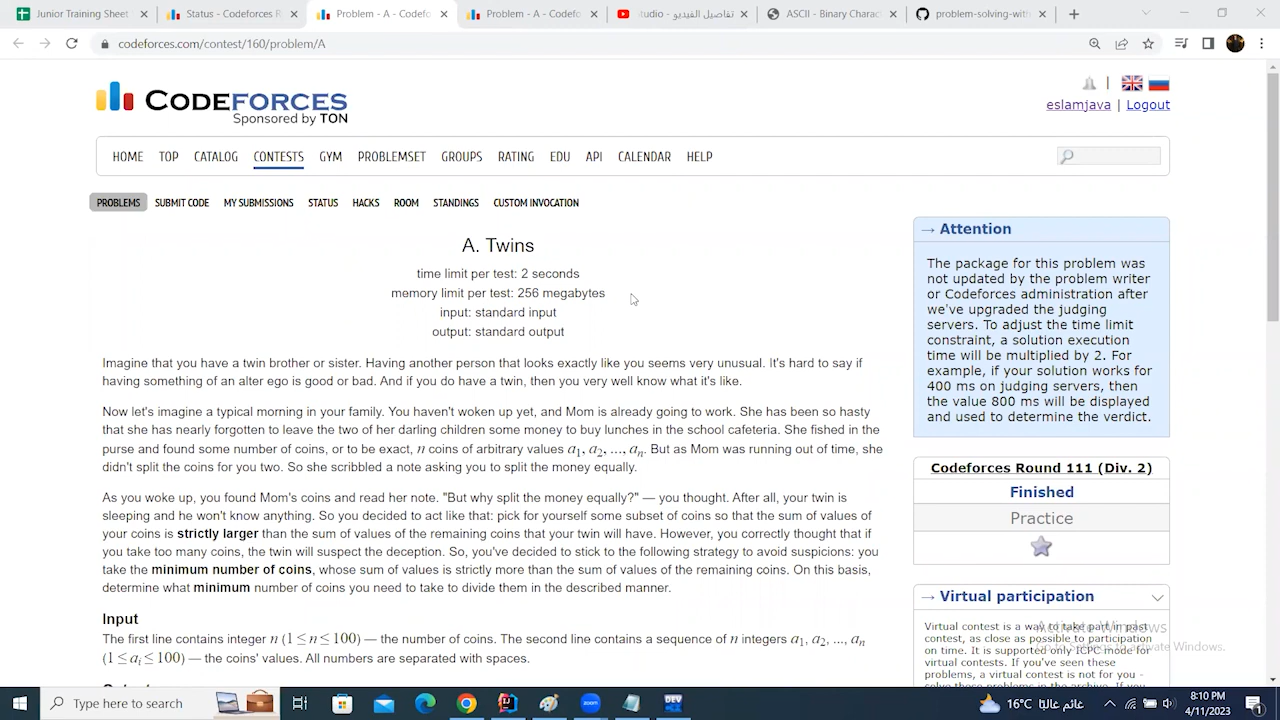 Junior Training Sheet
Status - Codeforces R
Problem - A - Codefo
Problem - A - Codefo
studio - تفاصيل الفيديو
ASCII - Binary Charac
problem-solving-with
codeforces.com/contest/160/problem/A
CODEFORCES
Sponsored by TON
eslamjava | Logout
HOME TOP CATALOG CONTESTS GYM PROBLEMSET GROUPS RATING EDU API CALENDAR HELP
PROBLEMS SUBMIT CODE MY SUBMISSIONS STATUS HACKS ROOM STANDINGS CUSTOM INVOCATION
A. Twins
time limit per test: 2 seconds
memory limit per test: 256 megabytes
input: standard input
output: standard output
Imagine that you have a twin brother or sister. Having another person that looks exactly like you seems very unusual. It's hard to say if
having something of an alter ego is good or bad. And if you do have a twin, then you very well know what it's like.
Now let's imagine a typical morning in your family. You haven't woken up yet, and Mom is already going to work. She has been so hasty
that she has nearly forgotten to leave the two of her darling children some money to buy lunches in the school cafeteria. She fished in the
purse and found some number of coins, or to be exact, n coins of arbitrary values a1, a2, ..., an. But as Mom was running out of time, she
didn't split the coins for you two. So she scribbled a note asking you to split the money equally.
As you woke up, you found Mom's coins and read her note. "But why split the money equally?" — you thought. After all, your twin is
sleeping and he won't know anything. So you decided to act like that: pick for yourself some subset of coins so that the sum of values of
your coins is strictly larger than the sum of values of the remaining coins that your twin will have. However, you correctly thought that if
you take too many coins, the twin will suspect the deception. So, you've decided to stick to the following strategy to avoid suspicions: you
take the minimum number of coins, whose sum of values is strictly more than the sum of values of the remaining coins. On this basis,
determine what minimum number of coins you need to take to divide them in the described manner.
Input
The first line contains integer n (1 ≤ n ≤ 100) — the number of coins. The second line contains a sequence of n integers a1, a2, ..., an
(1 ≤ ai ≤ 100) — the coins' values. All numbers are separated with spaces.
→ Attention
The package for this problem was
not updated by the problem writer
or Codeforces administration after
we've upgraded the judging
servers. To adjust the time limit
constraint, a solution execution
time will be multiplied by 2. For
example, if your solution works for
400 ms on judging servers, then
the value 800 ms will be displayed
and used to determine the verdict.
Codeforces Round 111 (Div. 2)
Finished
Practice
→ Virtual participation
Virtual contest is a way to take part in past
contest, as close as possible to participation
on time. It is supported only ICPC mode for
virtual contests. If you've seen these
problems, a virtual contest is not for you -
solve these problems in the archive. If you
Activate Windows
Go to Settings to activate Windows.
Type here to search
16°C غائم غالبًا
8:10 PM
4/11/2023